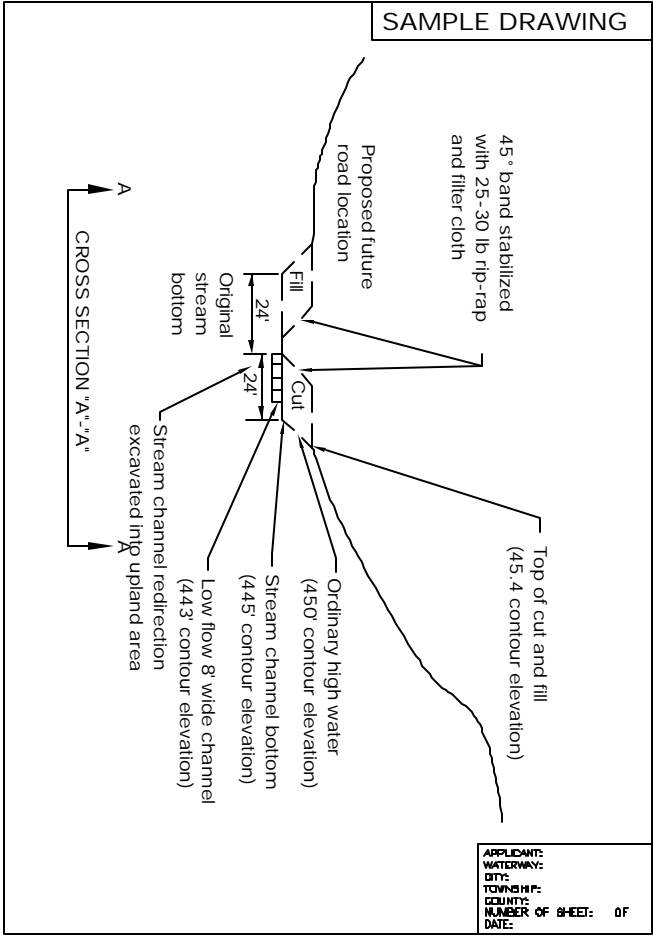 SAMPLE DRAWING
45° band stabilized
with 25-30 lb rip-rap
and filter cloth
Proposed future
road location
Top of cut and fill
(45.4 contour elevation)
Fill
Cut
24'
24'
Original
stream
bottom
Ordinary high water
(450' contour elevation)
Stream channel bottom
(445' contour elevation)
Low flow 8' wide channel
(443' contour elevation)
Stream channel redirection
excavated into upland area
A
A
CROSS SECTION "A"-"A"
APPLICANT:
WATERWAY:
CITY:
TOWNSHIP:
COUNTY:
NUMBER OF SHEET: OF
DATE: